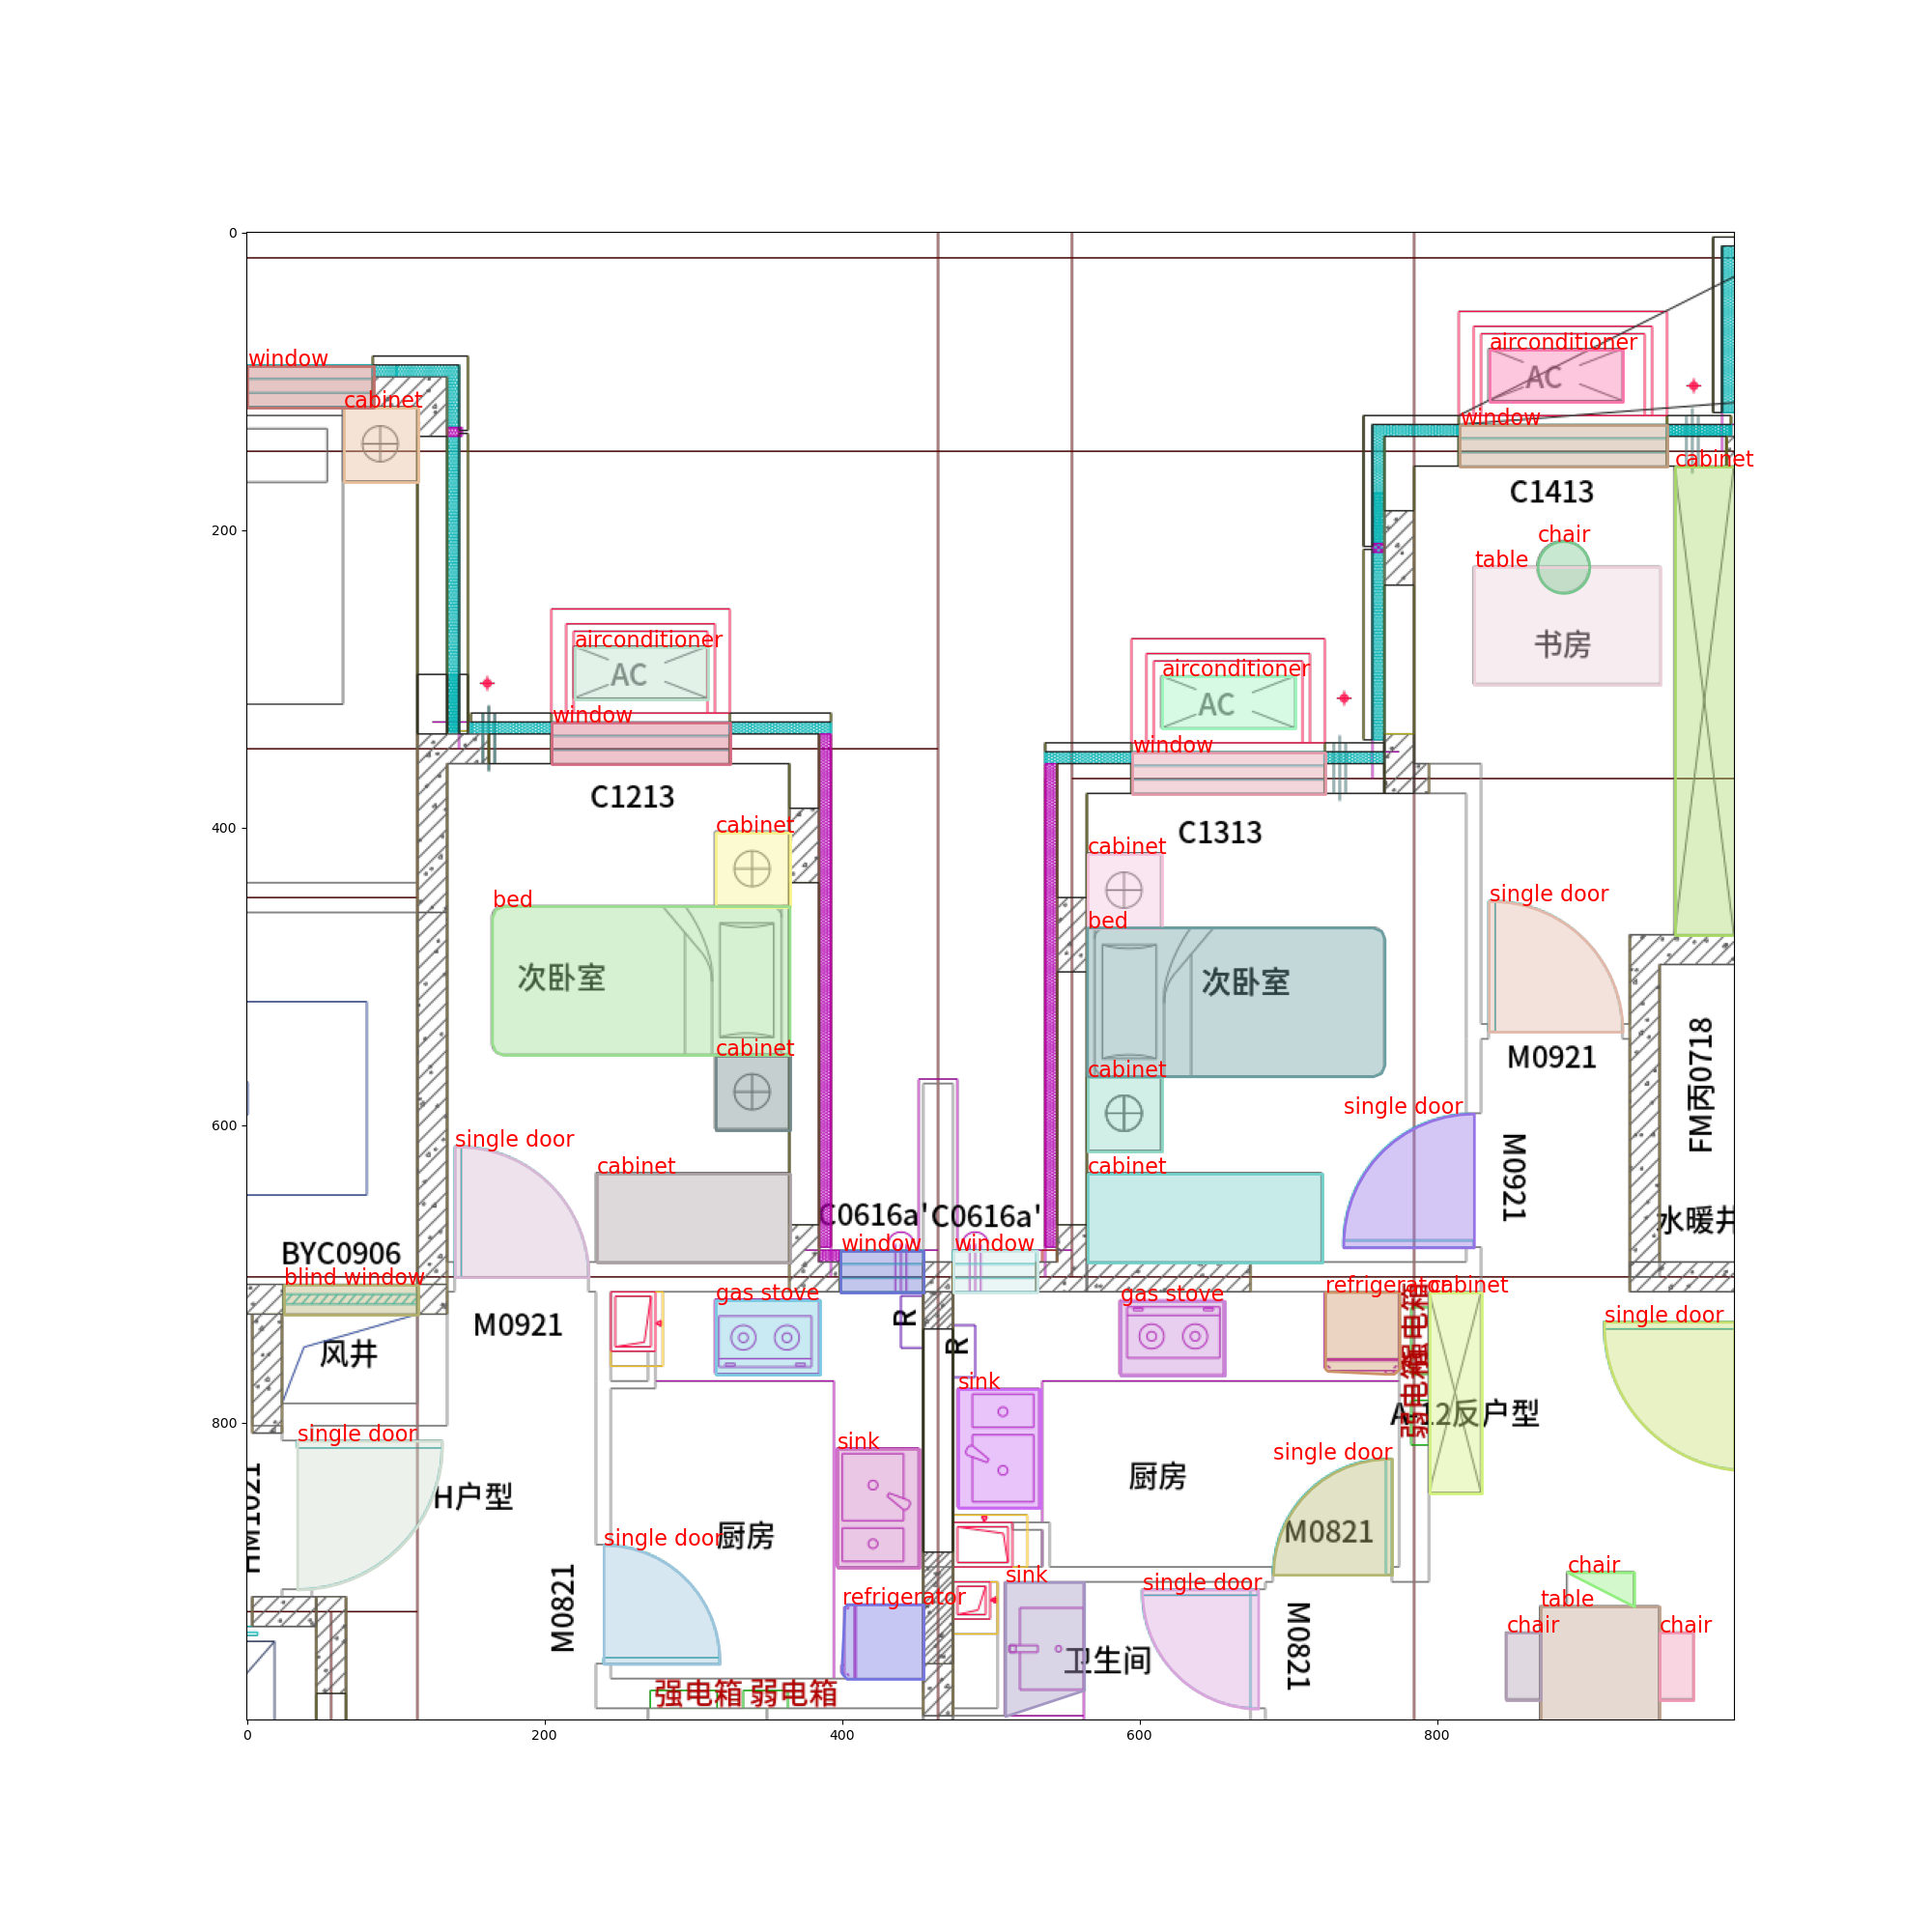 0
window
airconditioner
AC
cabinet
window
cabinet
C1413
200
chair
table
书房
airconditioner
AC
airconditioner
AC
window
window
C1213
400
cabinet
C1313
cabinet
bed
single door
bed
次卧室
次卧室
FM丙0718
cabinet
M0921
cabinet
600
single door
single door
M0921
cabinet
cabinet
C0616a'
C0616a'
水暖井
BYC0906
window
window
blind window
gas stove
gas stove
refrigerator
cabinet
M0921
R
R
强电箱
single door
风井
弱电箱
sink
800
A-12反户型
single door
sink
single door
厨房
HM1021
H户型
M0821
single door
厨房
M0821
chair
sink
single door
refrigerator
table
chair
chair
M0821
卫生间
强电箱 弱电箱
0
200
400
600
800